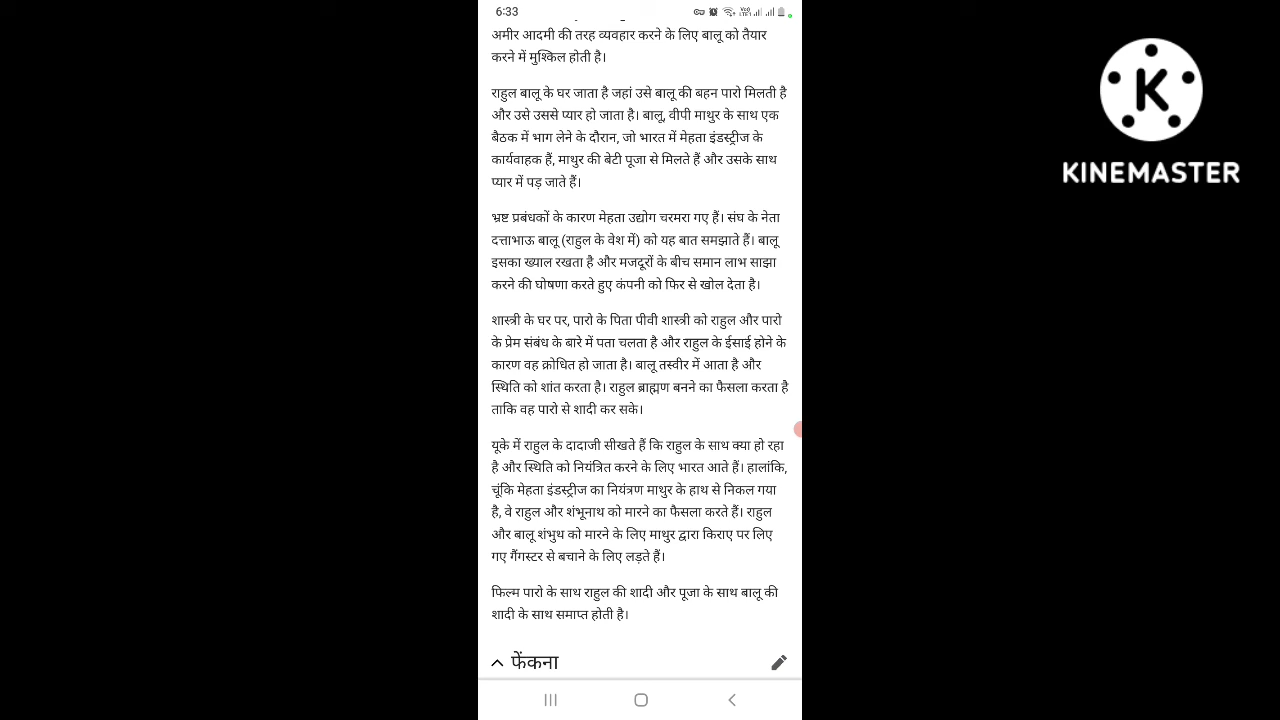 6:33
अमीर आदमी की तरह व्यवहार करने के लिए बालू को तैयार
करने में मुश्किल होती है।
राहुल बालू के घर जाता है जहां उसे बालू की बहन पारो मिलती है
और उसे उससे प्यार हो जाता है। बालू, वीपी माथुर के साथ एक
बैठक में भाग लेने के दौरान, जो भारत में मेहता इंडस्ट्रीज के
कार्यवाहक हैं, माथुर की बेटी पूजा से मिलते हैं और उसके साथ
प्यार में पड़ जाते हैं।
भ्रष्ट प्रबंधकों के कारण मेहता उद्योग चरमरा गए हैं। संघ के नेता
दत्ताभाऊ बालू (राहुल के वेश में) को यह बात समझाते हैं। बालू
इसका ख्याल रखता है और मजदूरों के बीच समान लाभ साझा
करने की घोषणा करते हुए कंपनी को फिर से खोल देता है।
शास्त्री के घर पर, पारो के पिता पीवी शास्त्री को राहुल और पारो
के प्रेम संबंध के बारे में पता चलता है और राहुल के ईसाई होने के
कारण वह क्रोधित हो जाता है। बालू तस्वीर में आता है और
स्थिति को शांत करता है। राहुल ब्राह्मण बनने का फैसला करता है
ताकि वह पारो से शादी कर सके।
यूके में राहुल के दादाजी सीखते हैं कि राहुल के साथ क्या हो रहा
है और स्थिति को नियंत्रित करने के लिए भारत आते हैं। हालांकि,
चूंकि मेहता इंडस्ट्रीज का नियंत्रण माथुर के हाथ से निकल गया
है, वे राहुल और शंभूनाथ को मारने का फैसला करते हैं। राहुल
और बालू शंभुथ को मारने के लिए माथुर द्वारा किराए पर लिए
गए गैंगस्टर से बचाने के लिए लड़ते हैं।
फिल्म पारो के साथ राहुल की शादी और पूजा के साथ बालू की
शादी के साथ समाप्त होती है।
फेंकना
K
KINEMASTER